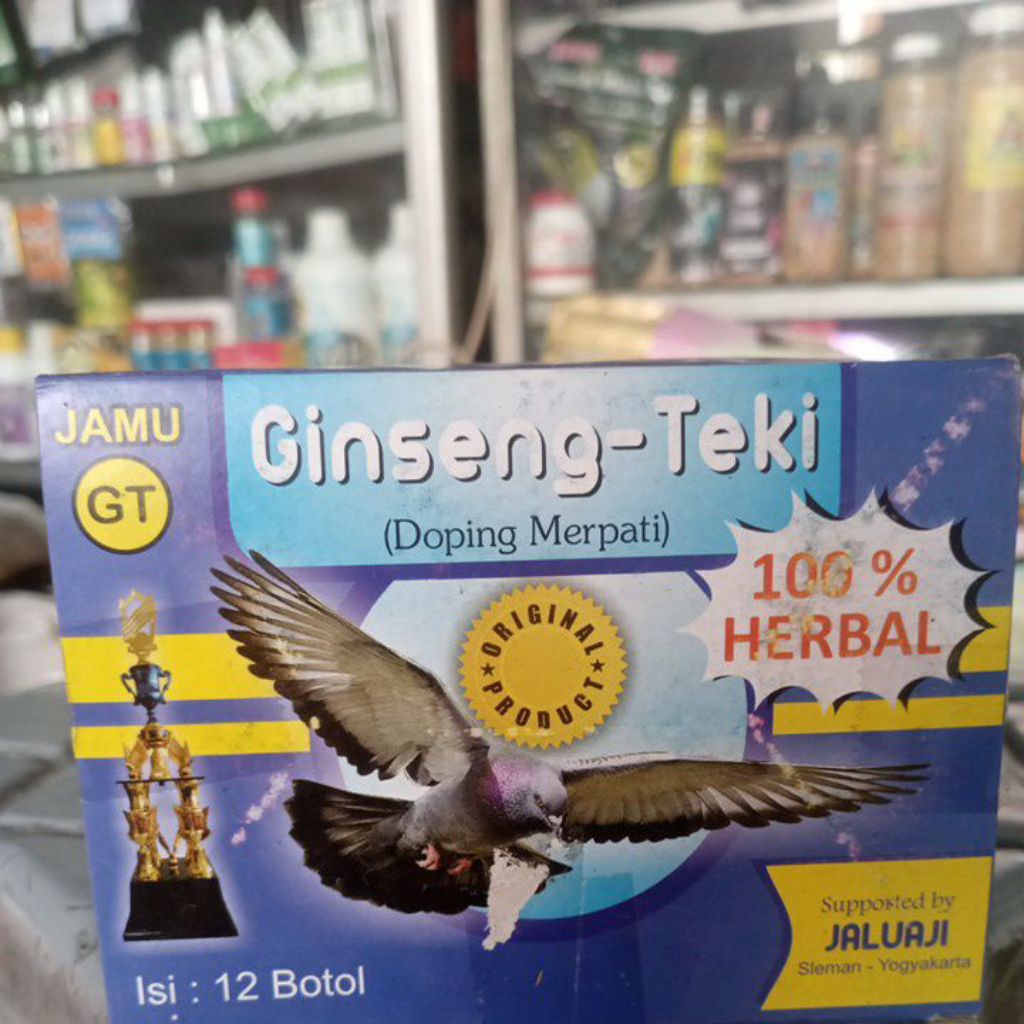 JAMU
GT
Ginseng-Teki
(Doping Merpati)
100 %
HERBAL
ORIGINAL
PRODUCT
Supposted by
JALUAJI
Sleman - Yogyakarta
Isi : 12 Botol